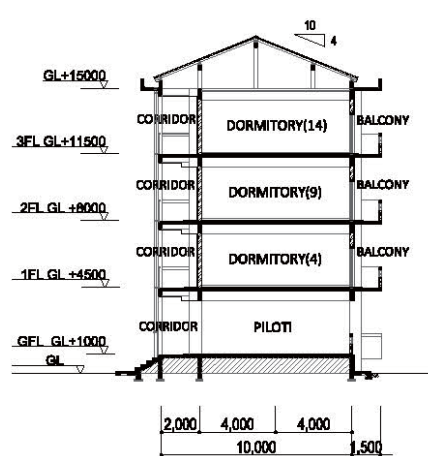 10
4
GL+15000
CORRIDOR DORMITORY(14) BALCONY
3FL GL+11500
CORRIDOR DORMITORY(9) BALCONY
2FL GL +8000
CORRIDOR DORMITORY(4) BALCONY
1FL GL +4500
CORRIDOR PILOTI
GFL GL+1000
GL
2,000 4,000 4,000
10,000 1,500